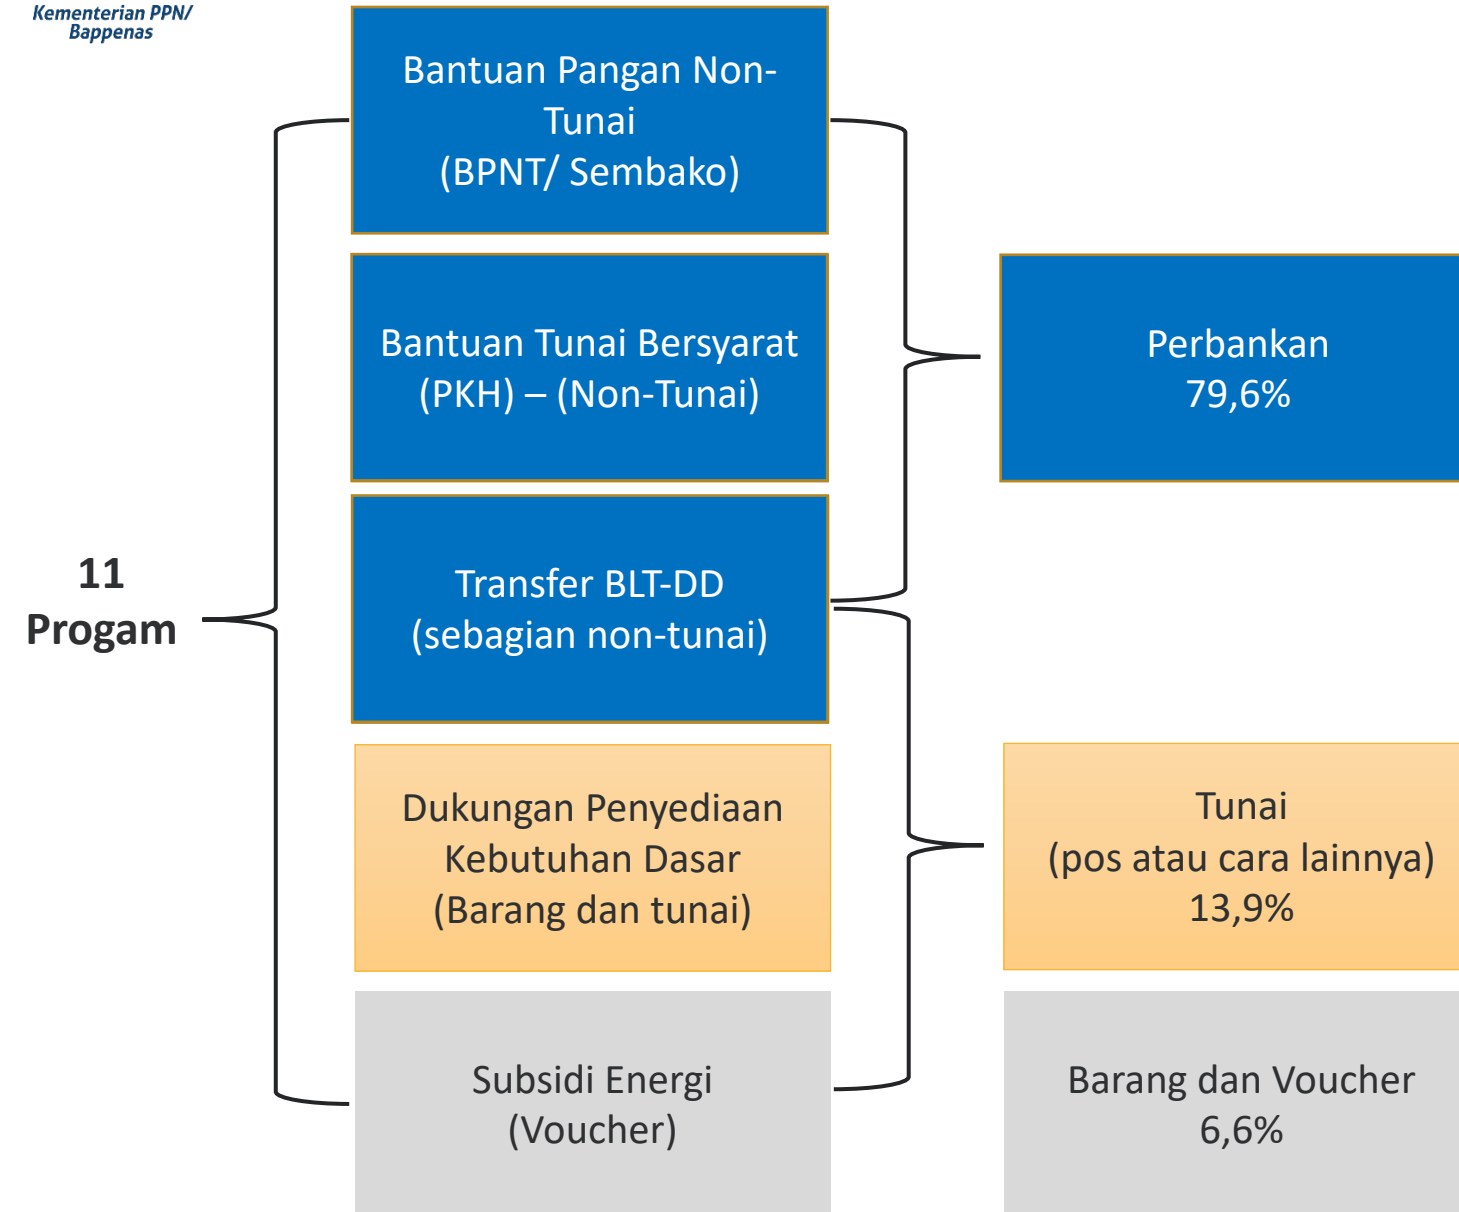 Kementerian PPN/
Bappenas
Bantuan Pangan Non-
Tunai
(BPNT/ Sembako)
Bantuan Tunai Bersyarat
(PKH) – (Non-Tunai)
Perbankan
79,6%
11
Progam
Transfer BLT-DD
(sebagian non-tunai)
Dukungan Penyediaan
Kebutuhan Dasar
(Barang dan tunai)
Tunai
(pos atau cara lainnya)
13,9%
Subsidi Energi
(Voucher)
Barang dan Voucher
6,6%